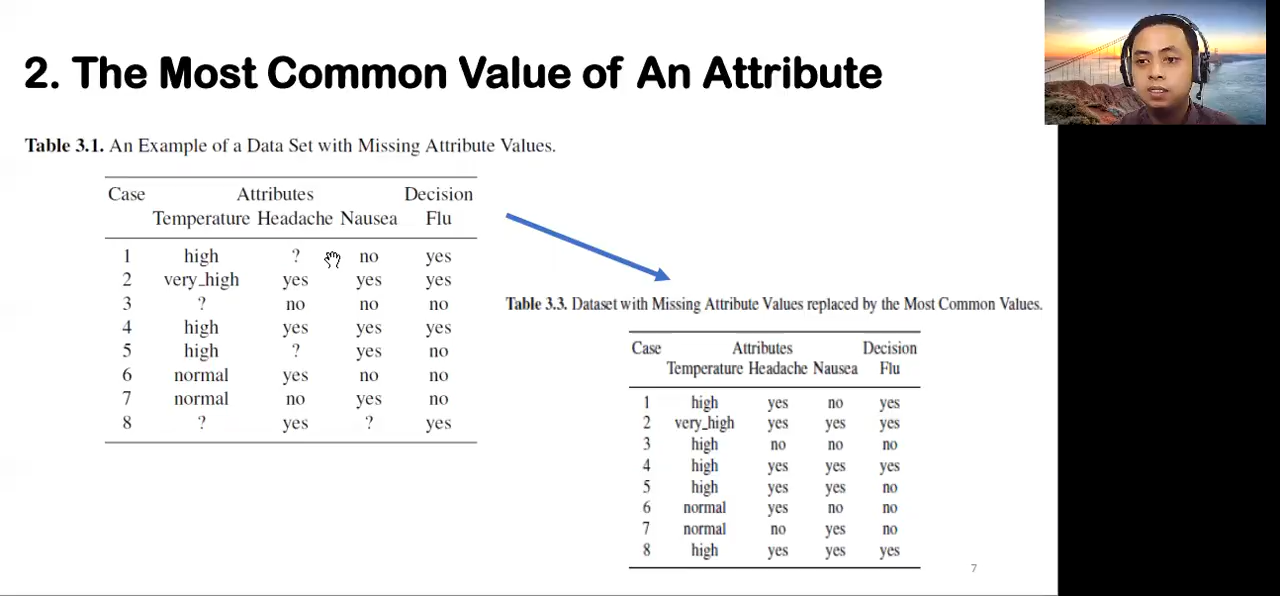 2. The Most Common Value of An Attribute
Table 3.1. An Example of a Data Set with Missing Attribute Values.
Case Attributes Decision
Temperature Headache Nausea Flu
1 high ? no yes
2 very_high yes yes yes
3 ? no no no
4 high yes yes yes
5 high ? yes no
6 normal yes no no
7 normal no yes no
8 ? yes ? yes
Table 3.3. Dataset with Missing Attribute Values replaced by the Most Common Values.
Case Attributes Decision
Temperature Headache Nausea Flu
1 high yes no yes
2 very_high yes yes yes
3 high no no no
4 high yes yes yes
5 high yes yes no
6 normal yes no no
7 normal no yes no
8 high yes yes yes
7